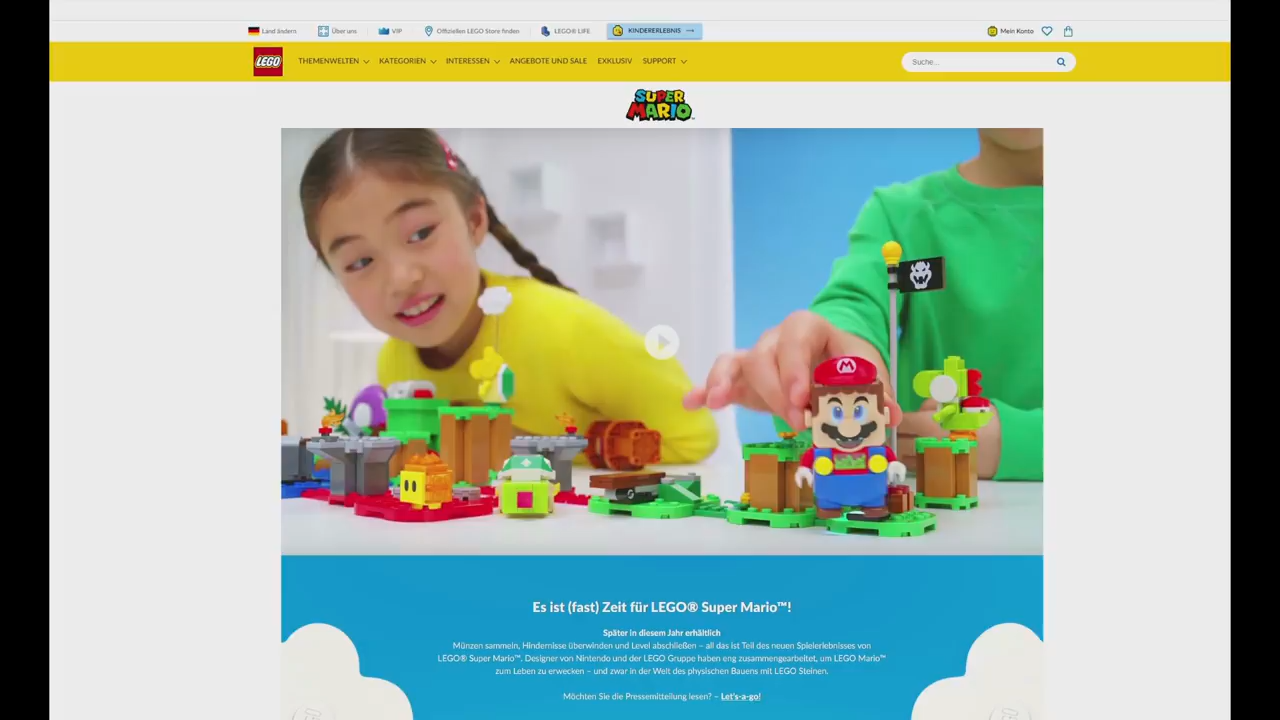 Land ändern
Über uns
VIP
Offiziellen LEGO Store finden
LEGO® LIFE
KINDERERLEBNIS
Mein Konto
LEGO
THEMENWELTEN
KATEGORIEN
INTERESSEN
ANGEBOTE UND SALE
EXKLUSIV
SUPPORT
Suche...
SUPER
MARIO™
M
Es ist (fast) Zeit für LEGO® Super Mario™!
Später in diesem Jahr erhältlich
Münzen sammeln, Hindernisse überwinden und Level abschließen – all das ist Teil des neuen Spielerlebnisses von
LEGO® Super Mario™. Designer von Nintendo und der LEGO Gruppe haben eng zusammengearbeitet, um LEGO Mario™
zum Leben zu erwecken – und zwar in der Welt des physischen Bauens mit LEGO Steinen.
Möchten Sie die Pressemitteilung lesen? – Let's-a-go!